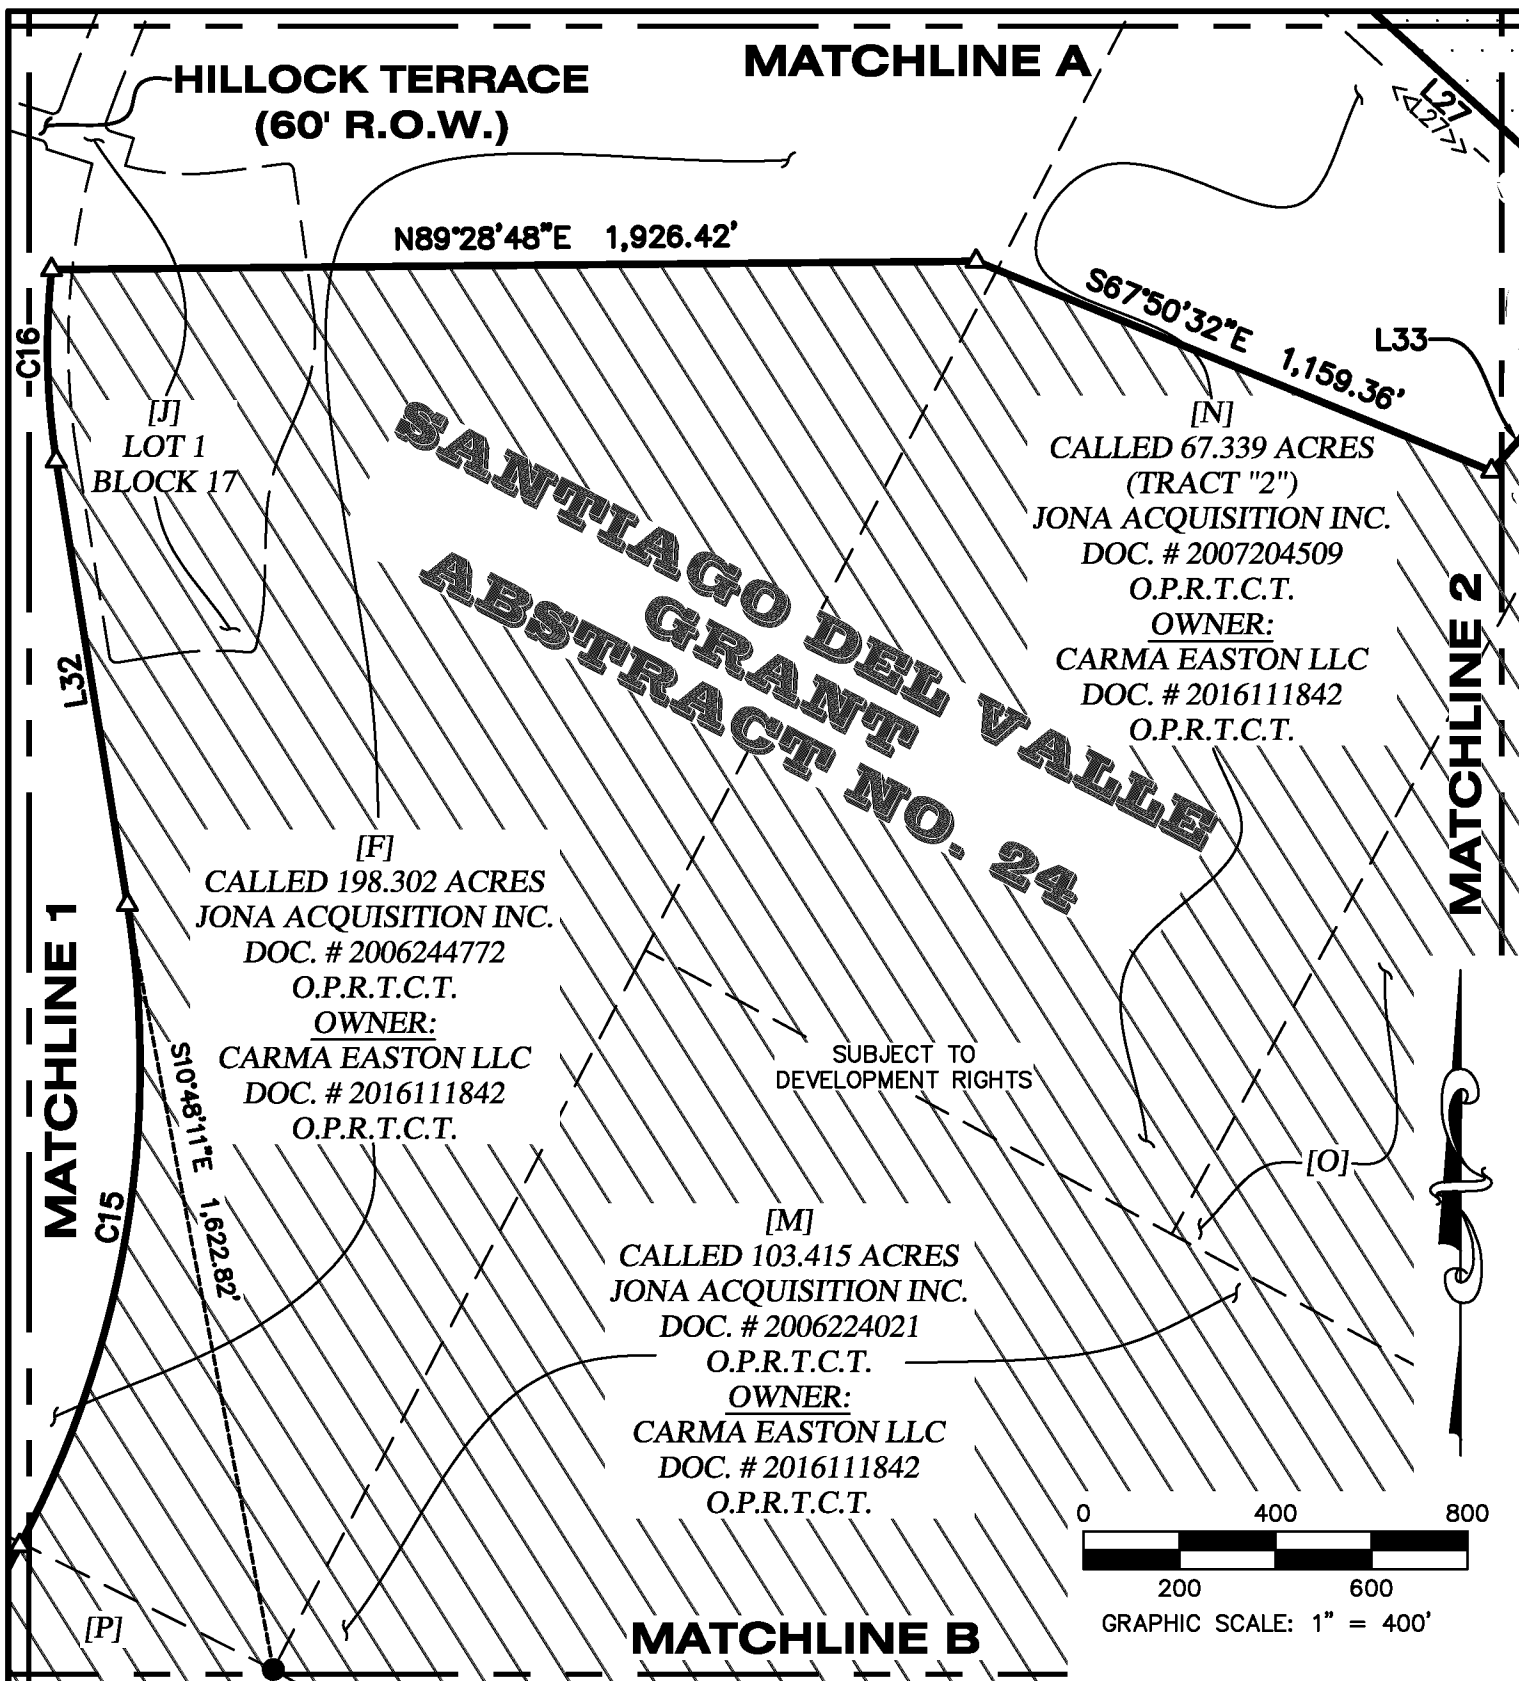 MATCHLINE A
HILLOCK TERRACE
(60' R.O.W.)
L27
<<L27>>
N89°28'48"E 1,926.42'
S67°50'32"E 1,159.36'
L33
C16
[J]
LOT 1
BLOCK 17
L32
SANTIAGO DEL VALLE
GRANT
ABSTRACT NO. 24
[N]
CALLED 67.339 ACRES
(TRACT "2")
JONA ACQUISITION INC.
DOC. # 2007204509
O.P.R.T.C.T.
OWNER:
CARMA EASTON LLC
DOC. # 2016111842
O.P.R.T.C.T.
MATCHLINE 2
[F]
CALLED 198.302 ACRES
JONA ACQUISITION INC.
DOC. # 2006244772
O.P.R.T.C.T.
OWNER:
CARMA EASTON LLC
DOC. # 2016111842
O.P.R.T.C.T.
MATCHLINE 1
S10°48'11"E 1,622.82'
C15
SUBJECT TO
DEVELOPMENT RIGHTS
[O]
[M]
CALLED 103.415 ACRES
JONA ACQUISITION INC.
DOC. # 2006224021
O.P.R.T.C.T.
OWNER:
CARMA EASTON LLC
DOC. # 2016111842
O.P.R.T.C.T.
0 400 800
200 600
GRAPHIC SCALE: 1" = 400'
[P]
MATCHLINE B